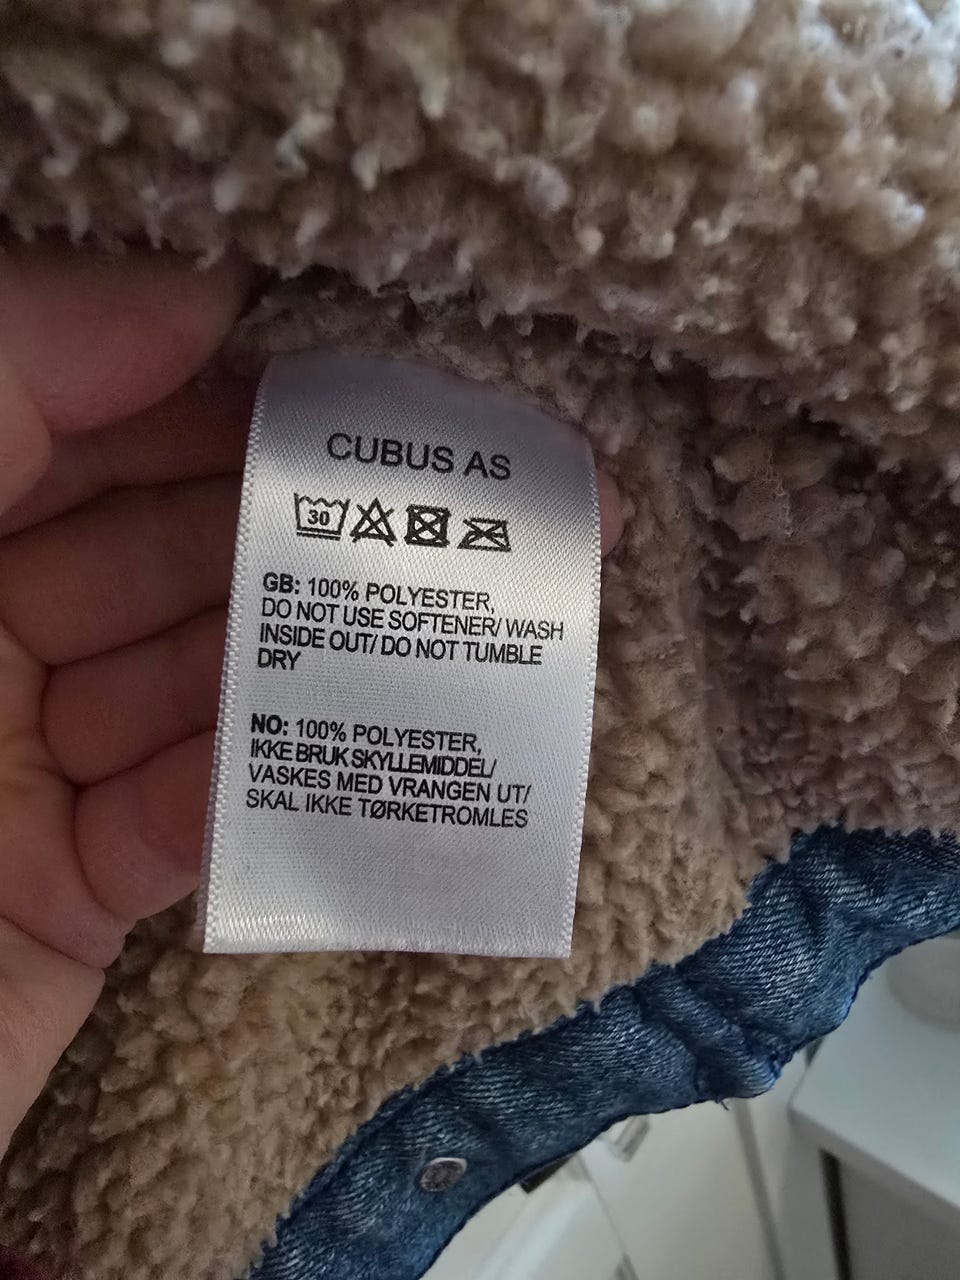 CUBUS AS
30
GB: 100% POLYESTER,
DO NOT USE SOFTENER/ WASH
INSIDE OUT/ DO NOT TUMBLE
DRY
NO: 100% POLYESTER,
IKKE BRUK SKYLLEMIDDEL/
VASKES MED VRANGEN UT/
SKAL IKKE TØRKETROMLES